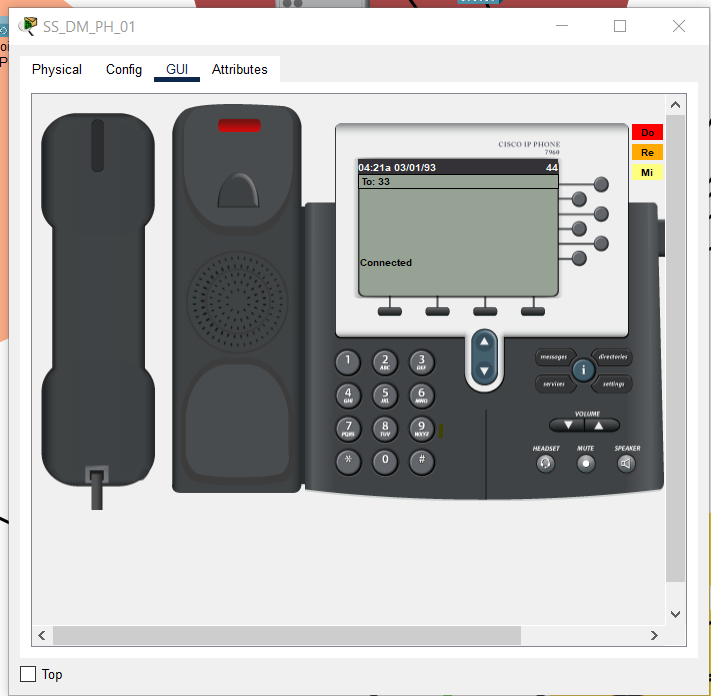 SS_DM_PH_01
Physical Config GUI Attributes
CISCO IP PHONE
7960
04:21a 03/01/93 44
To: 33
Connected
Do
Re
Mi
1 2 ABC 3 DEF
4 GHI 5 JKL 6 MNO
7 PQRS 8 TUV 9 WXYZ
* 0 #
messages directories
i
services settings
VOLUME
HEADSET MUTE SPEAKER
Top